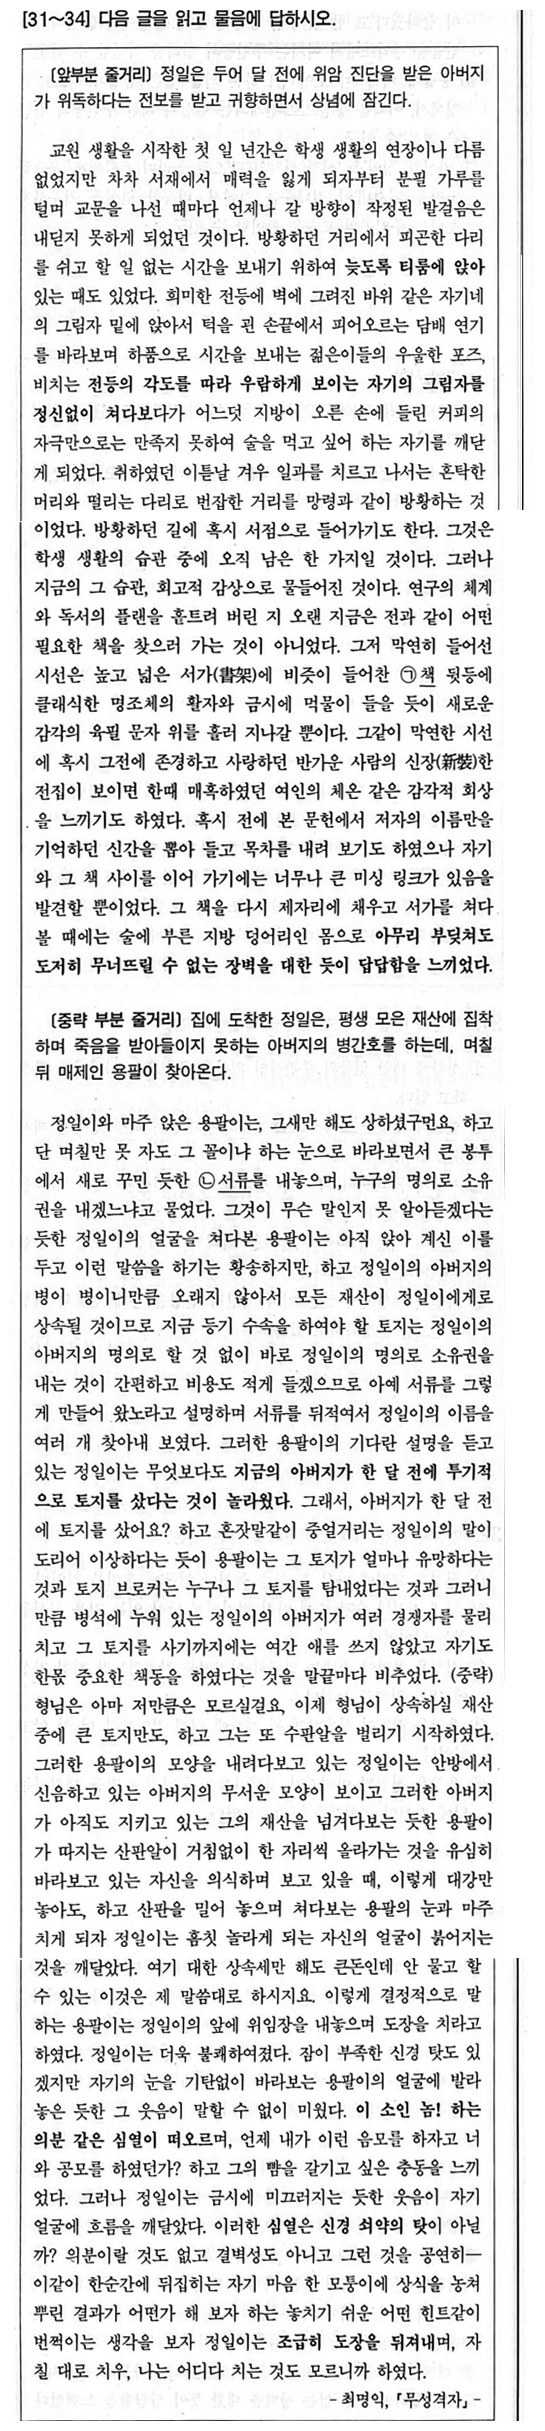 [31～34] 다음 글을 읽고 물음에 답하시오.
〔앞부분 줄거리〕 정일은 두어 달 전에 위암 진단을 받은 아버지
가 위독하다는 전보를 받고 귀향하면서 상념에 잠긴다.
교원 생활을 시작한 첫 일 년간은 학생 생활의 연장이나 다름
없었지만 차차 서재에서 매력을 잃게 되자부터 분필 가루를
털며 교문을 나선 때마다 언제나 갈 방향이 작정된 발걸음은
내딛지 못하게 되었던 것이다. 방황하던 거리에서 피곤한 다리
를 쉬고 할 일 없는 시간을 보내기 위하여 늦도록 티룸에 앉아
있는 때도 있었다. 희미한 전등에 벽에 그려진 바위 같은 자기네
의 그림자 밑에 앉아서 턱을 괸 손끝에서 피어오르는 담배 연기
를 바라보며 하품으로 시간을 보내는 젊은이들의 우울한 포즈,
비치는 전등의 각도를 따라 우람하게 보이는 자기의 그림자를
정신없이 쳐다보다가 어느덧 지방이 오른 손에 들린 커피의
자극만으로는 만족지 못하여 술을 먹고 싶어 하는 자기를 깨닫
게 되었다. 취하였던 이튿날 겨우 일과를 치르고 나서는 혼탁한
머리와 떨리는 다리로 번잡한 거리를 망령과 같이 방황하는 것
이었다. 방황하던 길에 혹시 서점으로 들어가기도 한다. 그것은
학생 생활의 습관 중에 오직 남은 한 가지일 것이다. 그러나
지금의 그 습관, 회고적 감상으로 물들어진 것이다. 연구의 체계
와 독서의 플랜을 흩트려 버린 지 오랜 지금은 전과 같이 어떤
필요한 책을 찾으러 가는 것이 아니었다. 그저 막연히 들어선
시선은 높고 넓은 서가(書架)에 비좁이 들어찬 ㉠책 뒷등에
클래식한 명조체의 활자와 금시에 먹물이 들을 듯이 새로운
감각의 육필 문자 위를 흘러 지나갈 뿐이다. 그같이 막연한 시선
에 혹시 그전에 존경하고 사랑하던 반가운 사람의 신장(新裝)한
전집이 보이면 한때 매혹하였던 여인의 체온 같은 감각적 회상
을 느끼기도 하였다. 혹시 전에 본 문헌에서 저자의 이름만을
기억하던 신간을 뽑아 들고 목차를 내려 보기도 하였으나 자기
와 그 책 사이를 이어 가기에는 너무나 큰 미싱 링크가 있음을
발견할 뿐이었다. 그 책을 다시 제자리에 채우고 서가를 쳐다
볼 때에는 술에 부른 지방 덩어리인 몸으로 아무리 부딪쳐도
도저히 무너뜨릴 수 없는 장벽을 대한 듯이 답답함을 느끼었다.
〔중략 부분 줄거리〕 집에 도착한 정일은, 평생 모은 재산에 집착
하며 죽음을 받아들이지 못하는 아버지의 병간호를 하는데, 며칠
뒤 매제인 용팔이 찾아온다.
정일이와 마주 앉은 용팔이는, 그새만 해도 상하셨구먼요, 하고
단 며칠만 못 자도 그 꼴이냐 하는 눈으로 바라보면서 큰 봉투
에서 새로 꾸민 듯한 ㉡서류를 내놓으며, 누구의 명의로 소유
권을 내겠느냐고 물었다. 그것이 무슨 말인지 못 알아듣겠다는
듯한 정일이의 얼굴을 쳐다본 용팔이는 아직 앉아 계신 이를
두고 이런 말씀을 하기는 황송하지만, 하고 정일이의 아버지의
병이 병이니만큼 오래지 않아서 모든 재산이 정일이에게로
상속될 것이므로 지금 등기 수속을 하여야 할 토지는 정일이의
아버지의 명의로 할 것 없이 바로 정일이의 명의로 소유권을
내는 것이 간편하고 비용도 적게 들겠으므로 아예 서류를 그렇
게 만들어 왔노라고 설명하며 서류를 뒤적여서 정일이의 이름을
여러 개 찾아내 보였다. 그러한 용팔이의 기다란 설명을 듣고
있는 정일이는 무엇보다도 지금의 아버지가 한 달 전에 투기적
으로 토지를 샀다는 것이 놀라웠다. 그래서, 아버지가 한 달 전
에 토지를 샀어요? 하고 혼잣말같이 중얼거리는 정일이의 말이
도리어 이상하다는 듯이 용팔이는 그 토지가 얼마나 유망하다는
것과 토지 브로커는 누구나 그 토지를 탐내었다는 것과 그러니
만큼 병석에 누워 있는 정일이의 아버지가 여러 경쟁자를 물리
치고 그 토지를 사기까지에는 여간 애를 쓰지 않았고 자기도
한몫 중요한 책동을 하였다는 것을 말끝마다 비추었다. (중략)
형님은 아마 저만큼은 모르실걸요, 이제 형님이 상속하실 재산
중에 큰 토지만도, 하고 그는 또 수판알을 벌리기 시작하였다.
그러한 용팔이의 모양을 내려다보고 있는 정일이는 안방에서
신음하고 있는 아버지의 무서운 모양이 보이고 그러한 아버지
가 아직도 지키고 있는 그의 재산을 넘겨다보는 듯한 용팔이
가 따지는 산판알이 거침없이 한 자리씩 올라가는 것을 유심히
바라보고 있는 자신을 의식하며 보고 있을 때, 이렇게 대강만
놓아도, 하고 산판을 밀어 놓으며 쳐다보는 용팔의 눈과 마주
치게 되자 정일이는 흠칫 놀라게 되는 자신의 얼굴이 붉어지는
것을 깨달았다. 여기 대한 상속세만 해도 큰돈인데 안 물고 할
수 있는 이것은 제 말씀대로 하시지요. 이렇게 결정적으로 말
하는 용팔이는 정일이의 앞에 위임장을 내놓으며 도장을 치라고
하였다. 정일이는 더욱 불쾌하여졌다. 잠이 부족한 신경 탓도 있
겠지만 자기의 눈을 기탄없이 바라보는 용팔이의 얼굴에 발라
놓은 듯한 그 웃음이 말할 수 없이 미웠다. 이 소인 놈! 하는
의분 같은 심열이 떠오르며, 언제 내가 이런 음모를 하자고 너
와 공모를 하였던가? 하고 그의 뺨을 갈기고 싶은 충동을 느끼
었다. 그러나 정일이는 금시에 미끄러지는 듯한 웃음이 자기
얼굴에 흐름을 깨달았다. 이러한 심열은 신경 쇠약의 탓이 아닐
까? 의분이랄 것도 없고 결벽성도 아니고 그런 것을 공연히―
이같이 한순간에 뒤집히는 자기 마음 한 모퉁이에 상식을 놓쳐
뿌린 결과가 어떤가 해 보자 하는 놓치기 쉬운 어떤 힌트같이
번쩍이는 생각을 보자 정일이는 조급히 도장을 뒤져내며, 자
칠 대로 치우, 나는 어디다 치는 것도 모르니까 하였다.
- 최명익, 「무성격자」 -